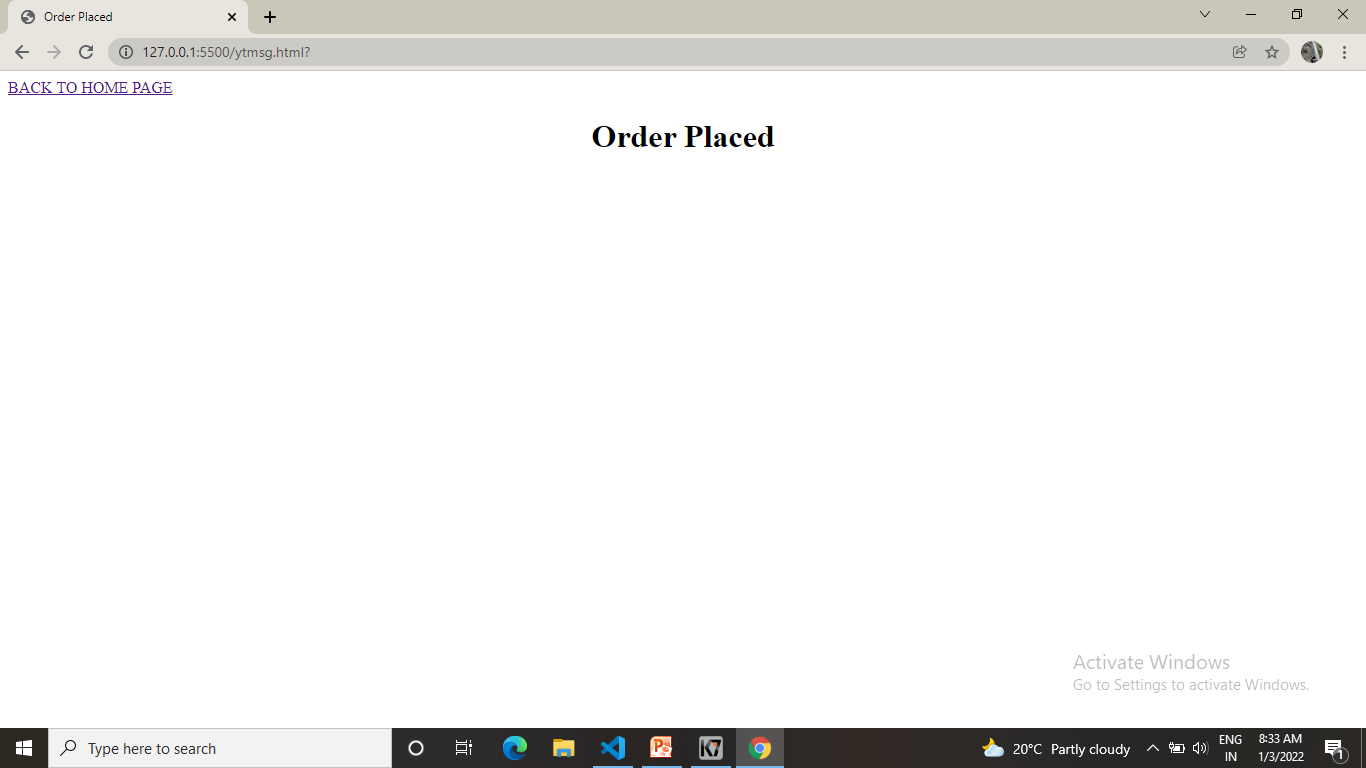 Order Placed
127.0.0.1:5500/ytmsg.html?
BACK TO HOME PAGE
Order Placed
Activate Windows
Go to Settings to activate Windows.
Type here to search
20°C Partly cloudy
ENG
IN
8:33 AM
1/3/2022
1